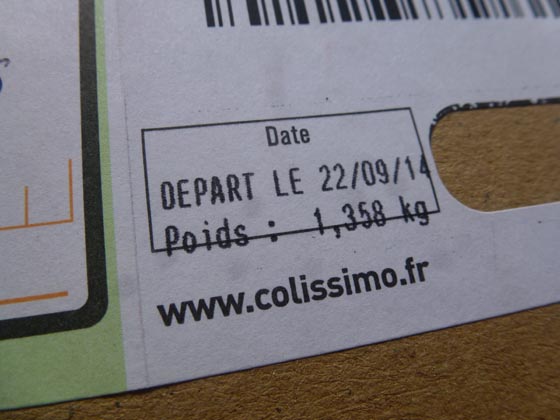 Date
DEPART LE 22/09/14
Poids : 1,358 kg
www.colissimo.fr